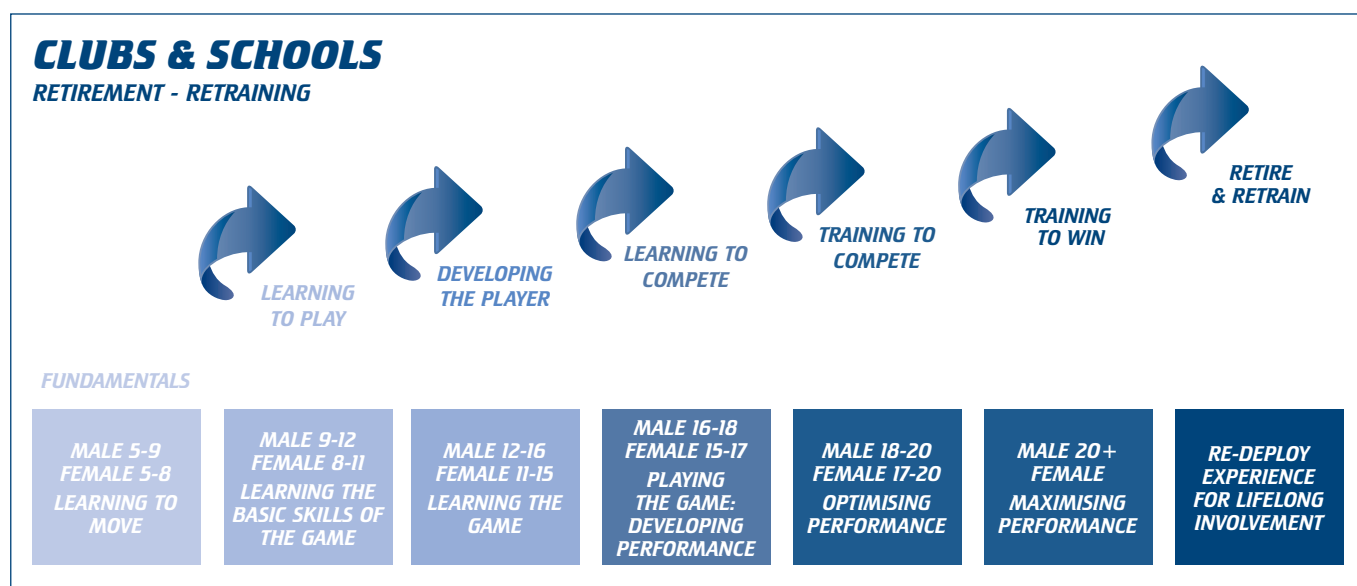 CLUBS & SCHOOLS
RETIREMENT - RETRAINING
RETIRE
& RETRAIN
TRAINING
TO WIN
TRAINING TO
COMPETE
LEARNING TO
COMPETE
DEVELOPING
THE PLAYER
LEARNING
TO PLAY
FUNDAMENTALS
MALE 5-9
FEMALE 5-8
LEARNING TO
MOVE
MALE 9-12
FEMALE 8-11
LEARNING THE
BASIC SKILLS OF
THE GAME
MALE 12-16
FEMALE 11-15
LEARNING THE
GAME
MALE 16-18
FEMALE 15-17
PLAYING
THE GAME:
DEVELOPING
PERFORMANCE
MALE 18-20
FEMALE 17-20
OPTIMISING
PERFORMANCE
MALE 20+
FEMALE
MAXIMISING
PERFORMANCE
RE-DEPLOY
EXPERIENCE
FOR LIFELONG
INVOLVEMENT